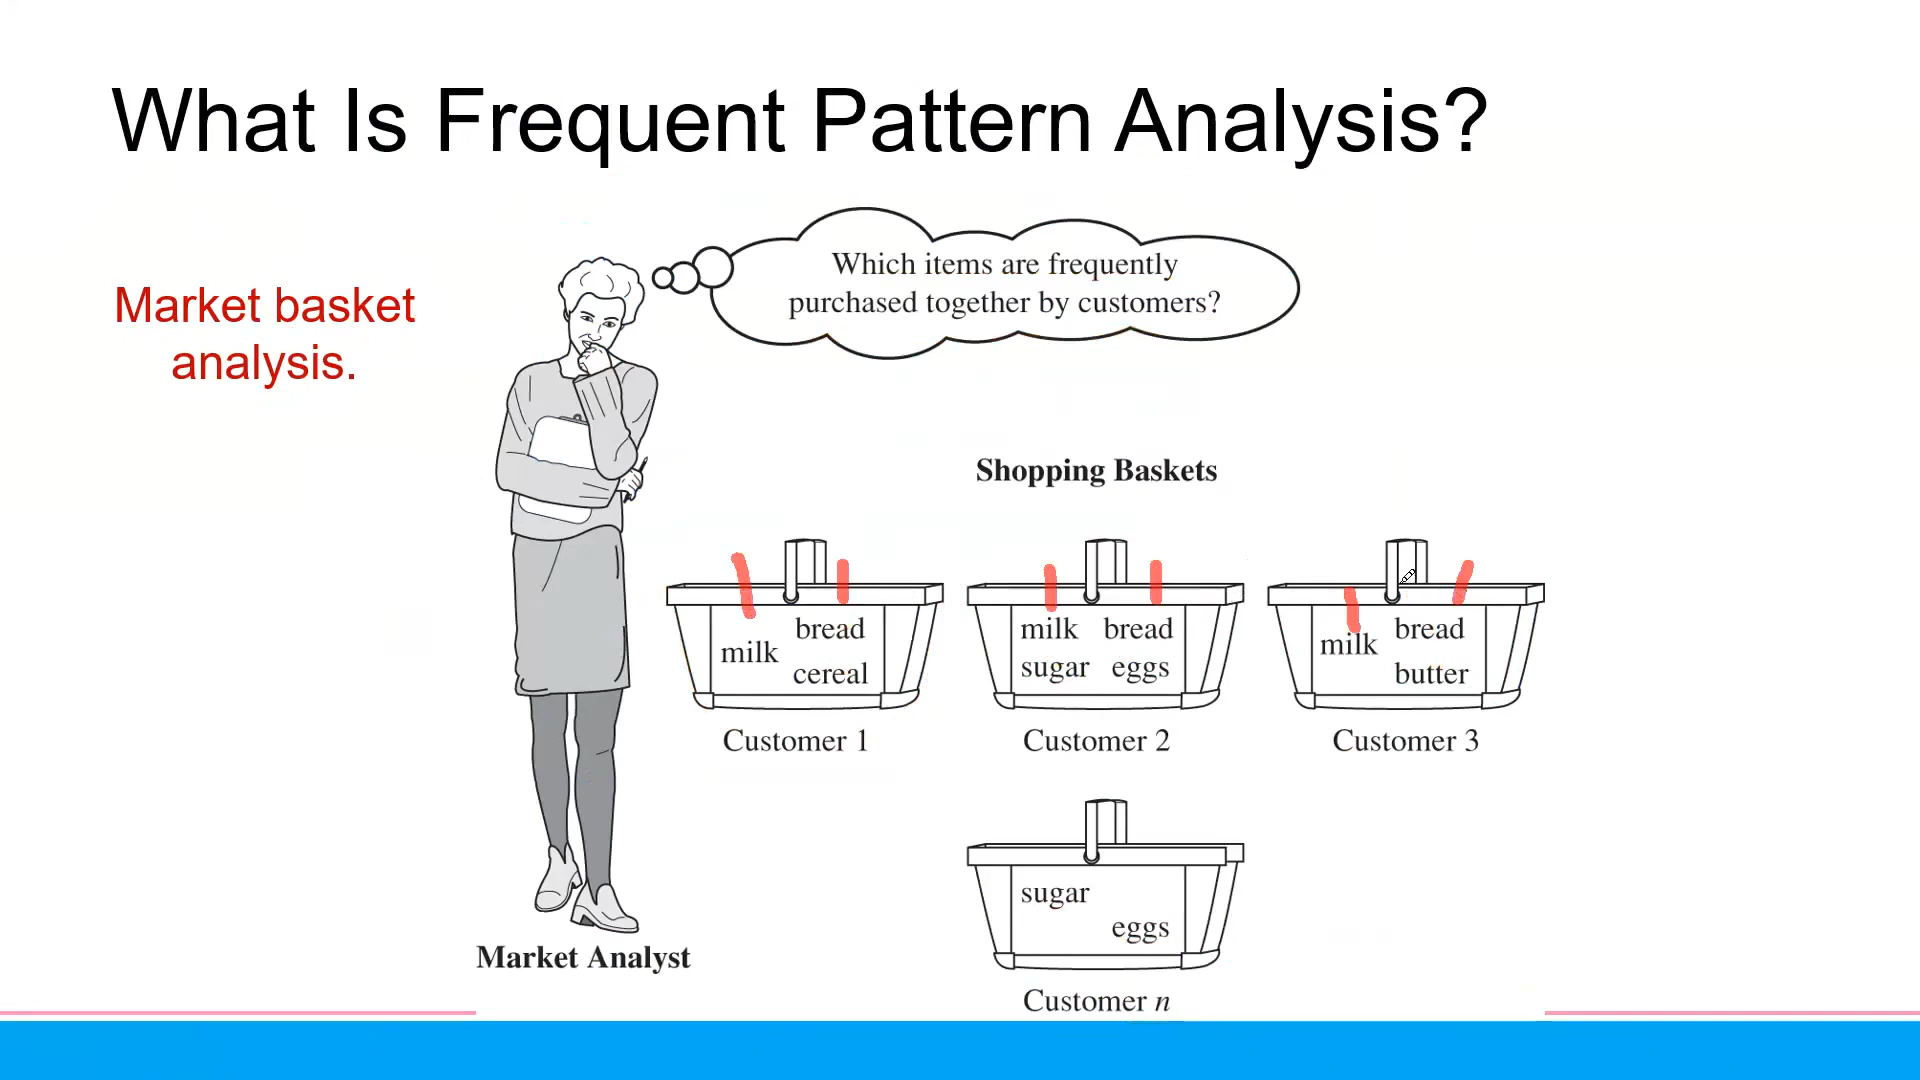 What Is Frequent Pattern Analysis?
Market basket
analysis.
Which items are frequently
purchased together by customers?
Shopping Baskets
milk
bread
cereal
Customer 1
milk bread
sugar eggs
Customer 2
milk
bread
butter
Customer 3
sugar
eggs
Customer n
Market Analyst